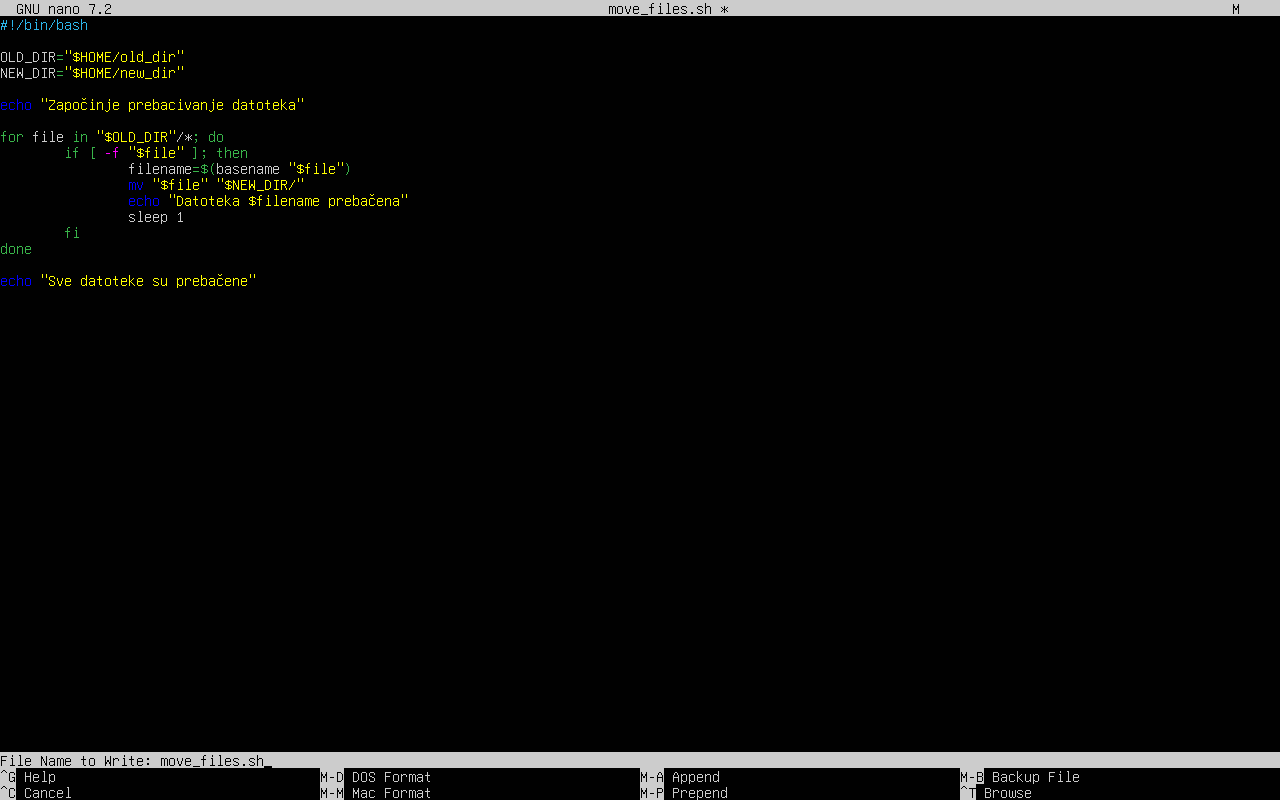 GNU nano 7.2 move_files.sh * M
#!/bin/bash
OLD_DIR="$HOME/old_dir"
NEW_DIR="$HOME/new_dir"
echo "Započinje prebacivanje datoteka"
for file in "$OLD_DIR"/*; do
if [ -f "$file" ]; then
filename=$(basename "$file")
mv "$file" "$NEW_DIR/"
echo "Datoteka $filename prebačena"
sleep 1
fi
done
echo "Sve datoteke su prebačene"
File Name to Write: move_files.sh
^G Help M-D DOS Format M-A Append M-B Backup File
^C Cancel M-M Mac Format M-P Prepend ^T Browse